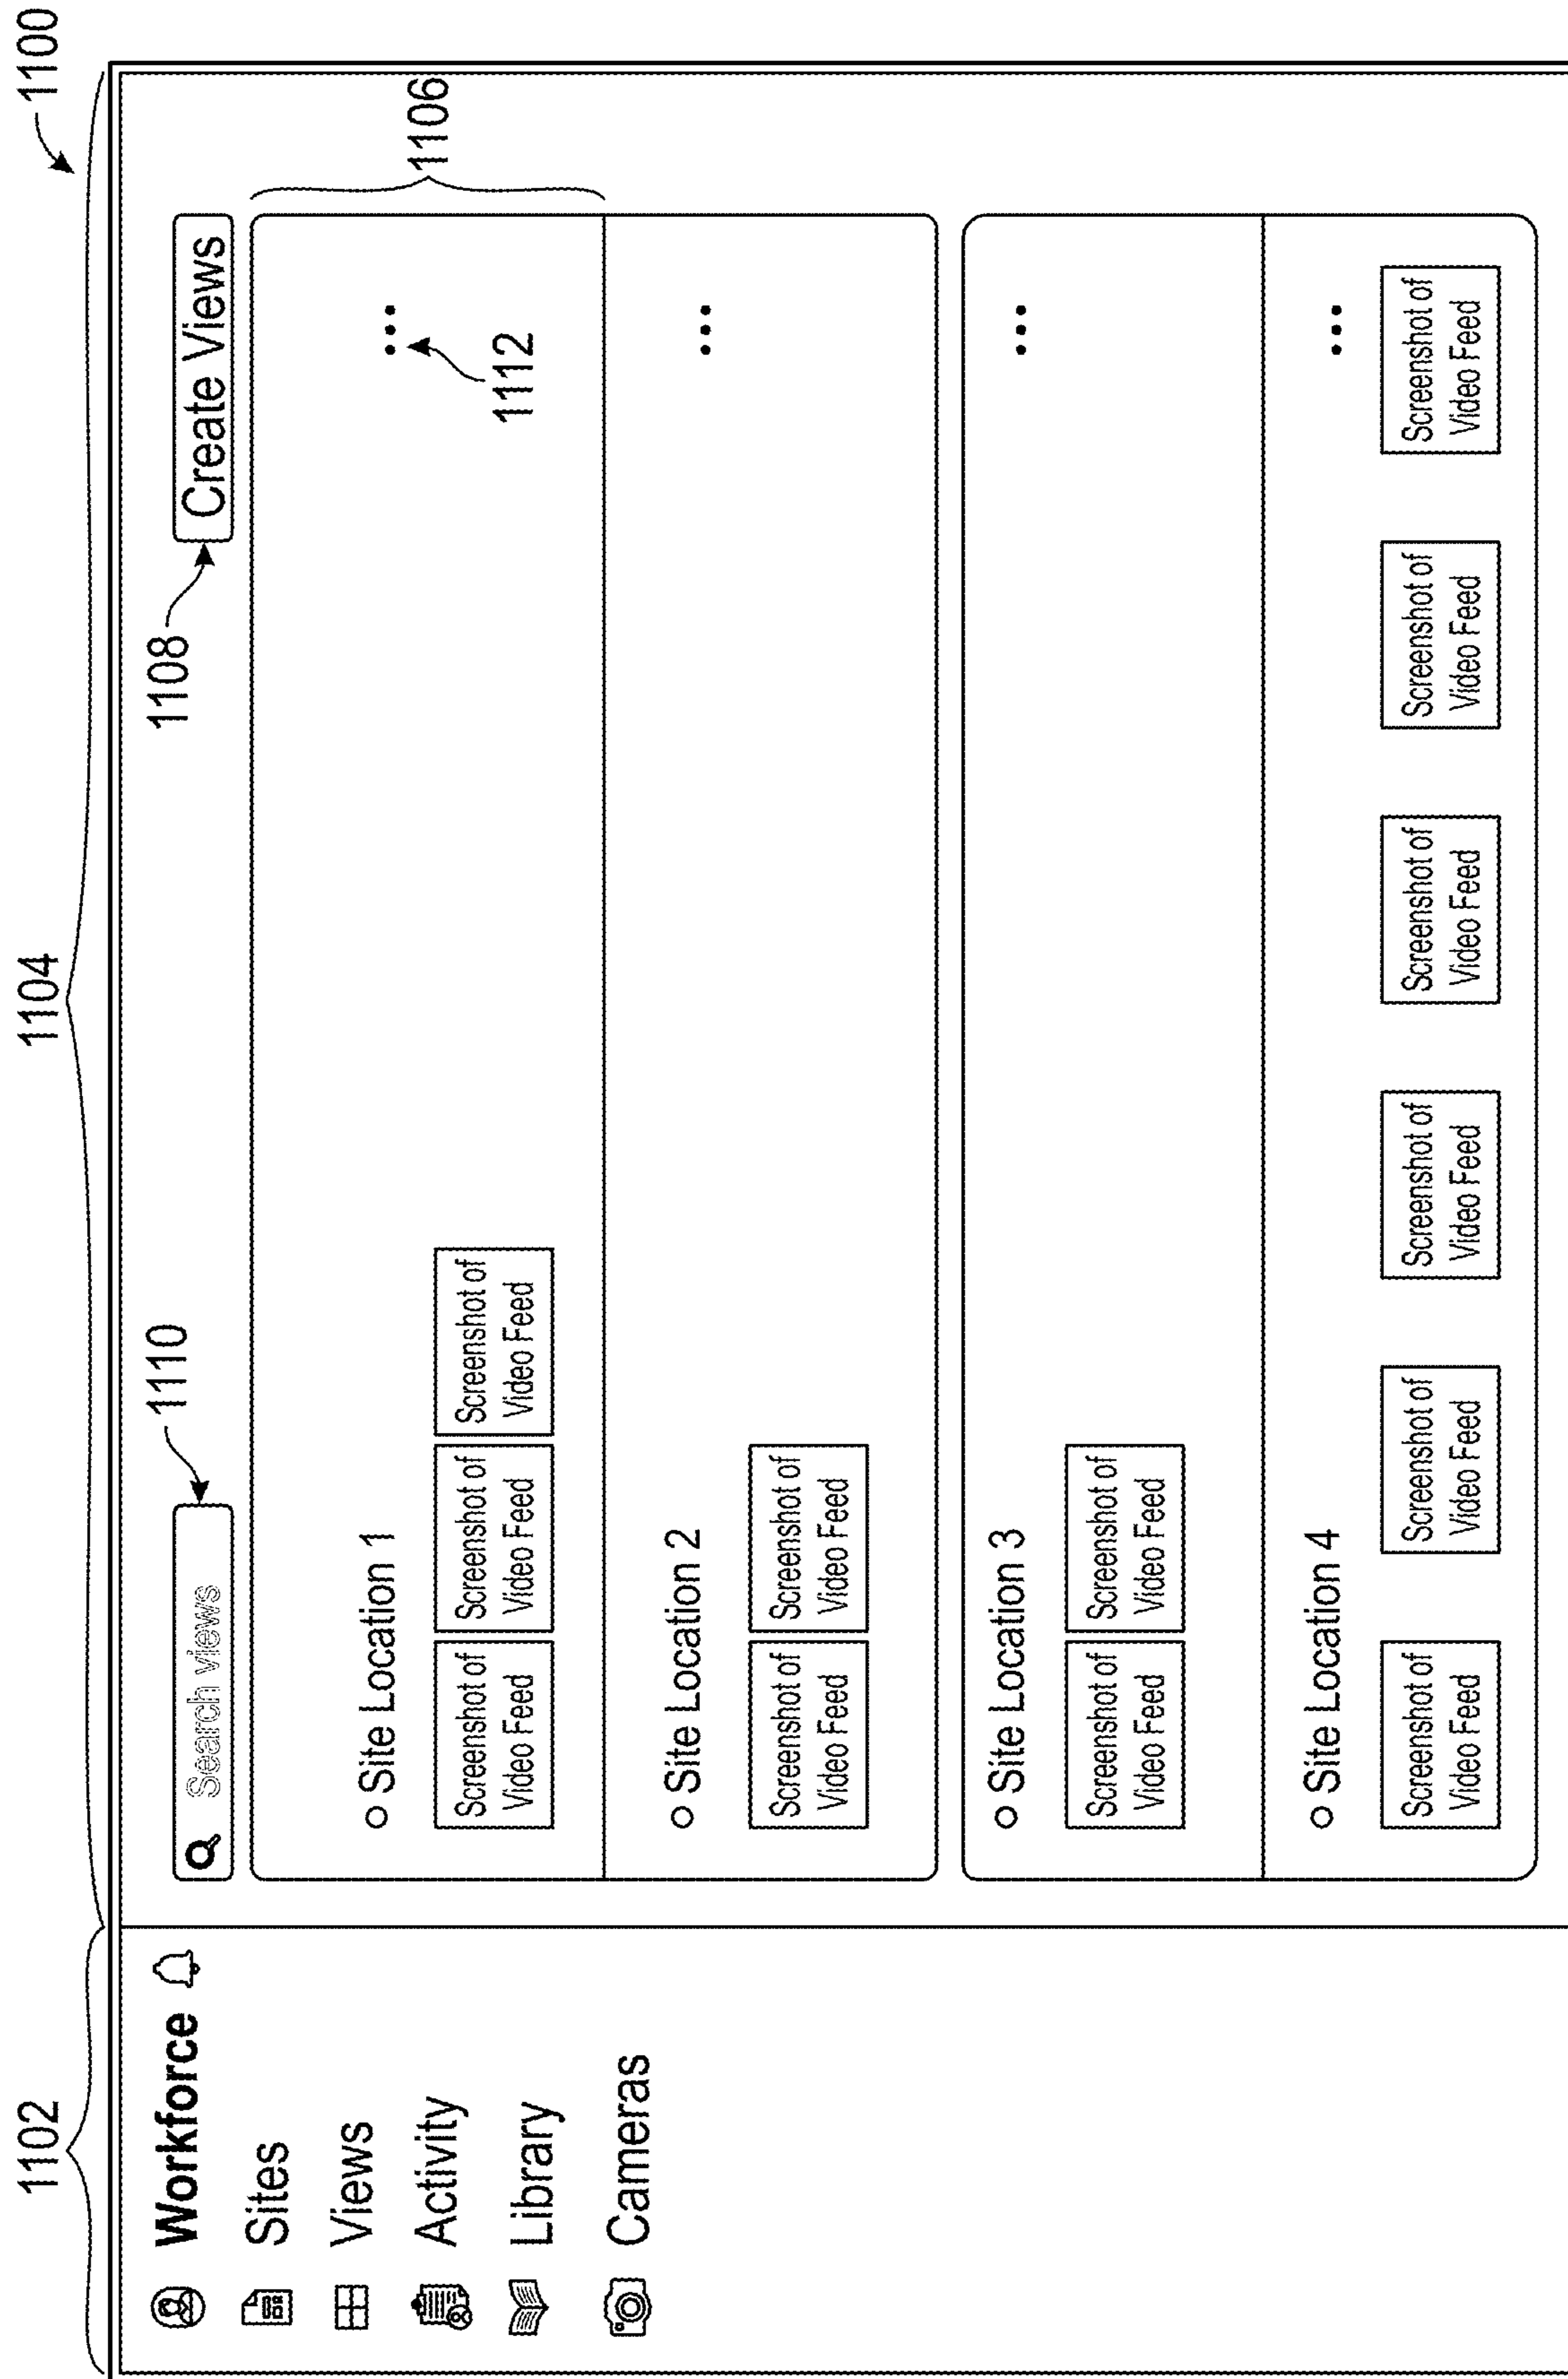 1100
1102
1104
Workforce
Sites
Views
Activity
Library
Cameras
1110
Search views
1108
Create Views
1106
Site Location 1
...
1112
Screenshot of
Video Feed
Screenshot of
Video Feed
Screenshot of
Video Feed
Site Location 2
...
Screenshot of
Video Feed
Screenshot of
Video Feed
Site Location 3
...
Screenshot of
Video Feed
Screenshot of
Video Feed
Site Location 4
...
Screenshot of
Video Feed
Screenshot of
Video Feed
Screenshot of
Video Feed
Screenshot of
Video Feed
Screenshot of
Video Feed
Screenshot of
Video Feed